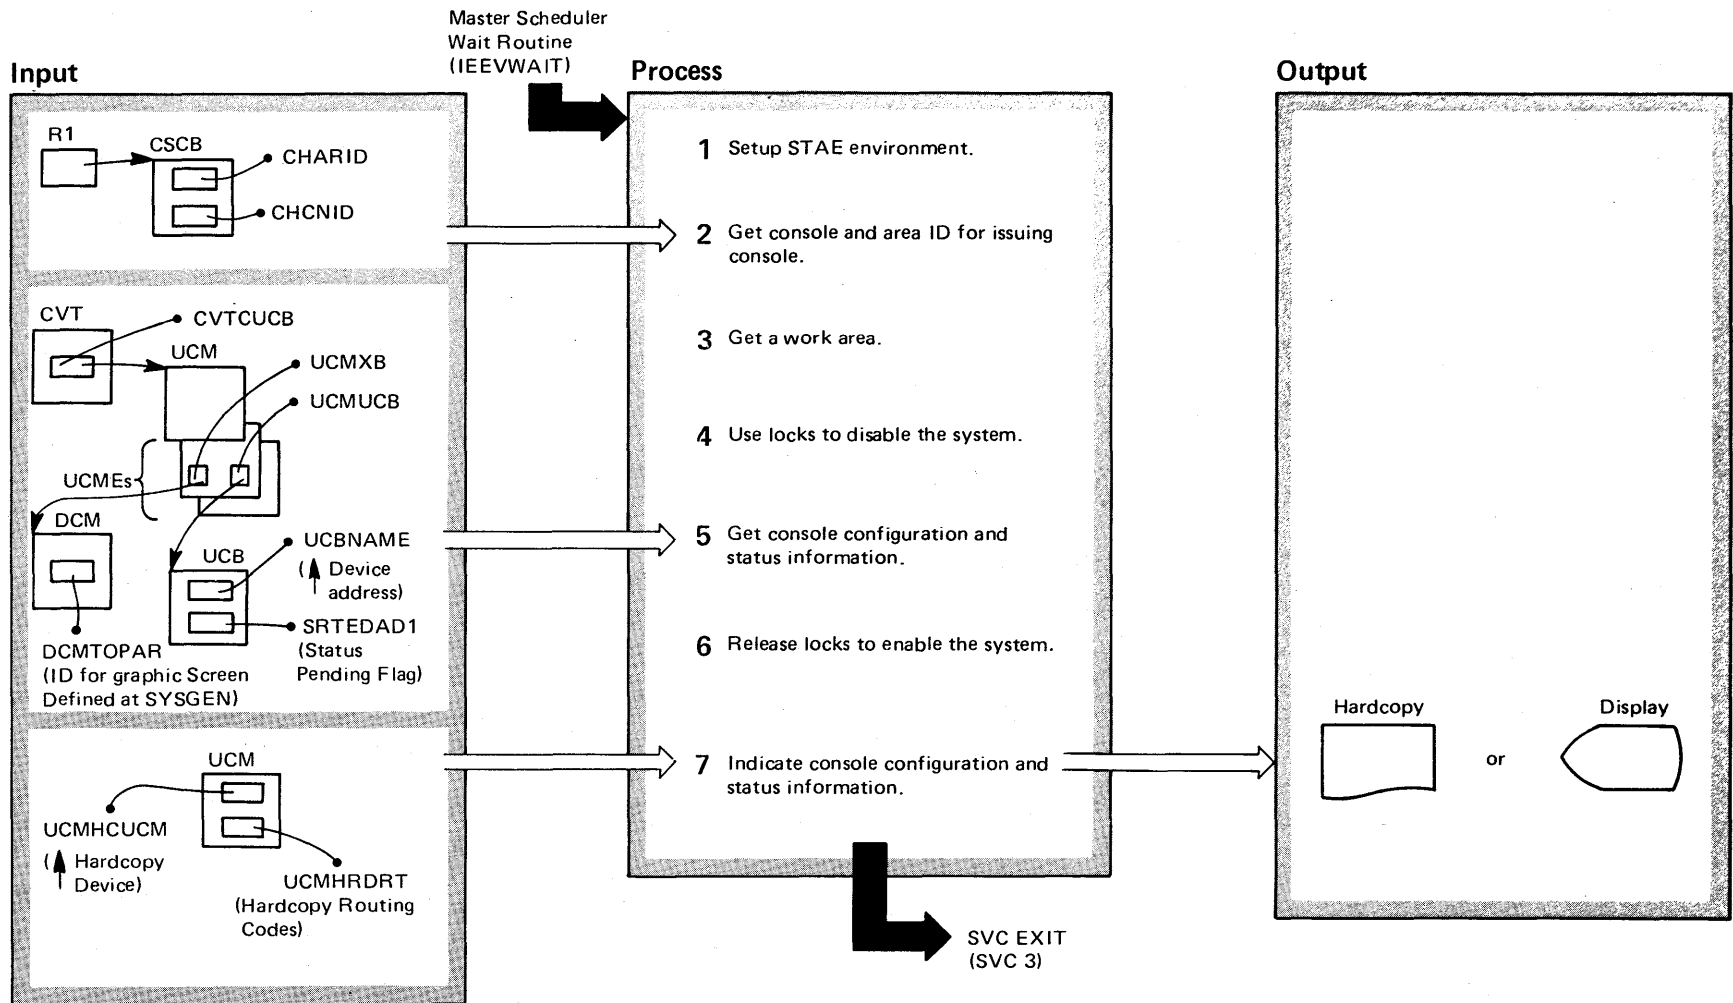 Master Scheduler
Wait Routine
(IEEVWAIT)
Input
Process
Output
R1
CSCB
CHARID
CHCNID
CVT
CVTCUCB
UCM
UCMXB
UCMUCB
UCMEs
DCM
UCB
UCBNAME
( Device
address)
SRTEDAD1
(Status
Pending Flag)
DCMTOPAR
(ID for graphic Screen
Defined at SYSGEN)
UCM
UCMHCUCM
( Hardcopy
Device)
UCMHRDRT
(Hardcopy Routing
Codes)
1 Setup STAE environment.
2 Get console and area ID for issuing
console.
3 Get a work area.
4 Use locks to disable the system.
5 Get console configuration and
status information.
6 Release locks to enable the system.
7 Indicate console configuration and
status information.
SVC EXIT
(SVC 3)
Hardcopy
or
Display